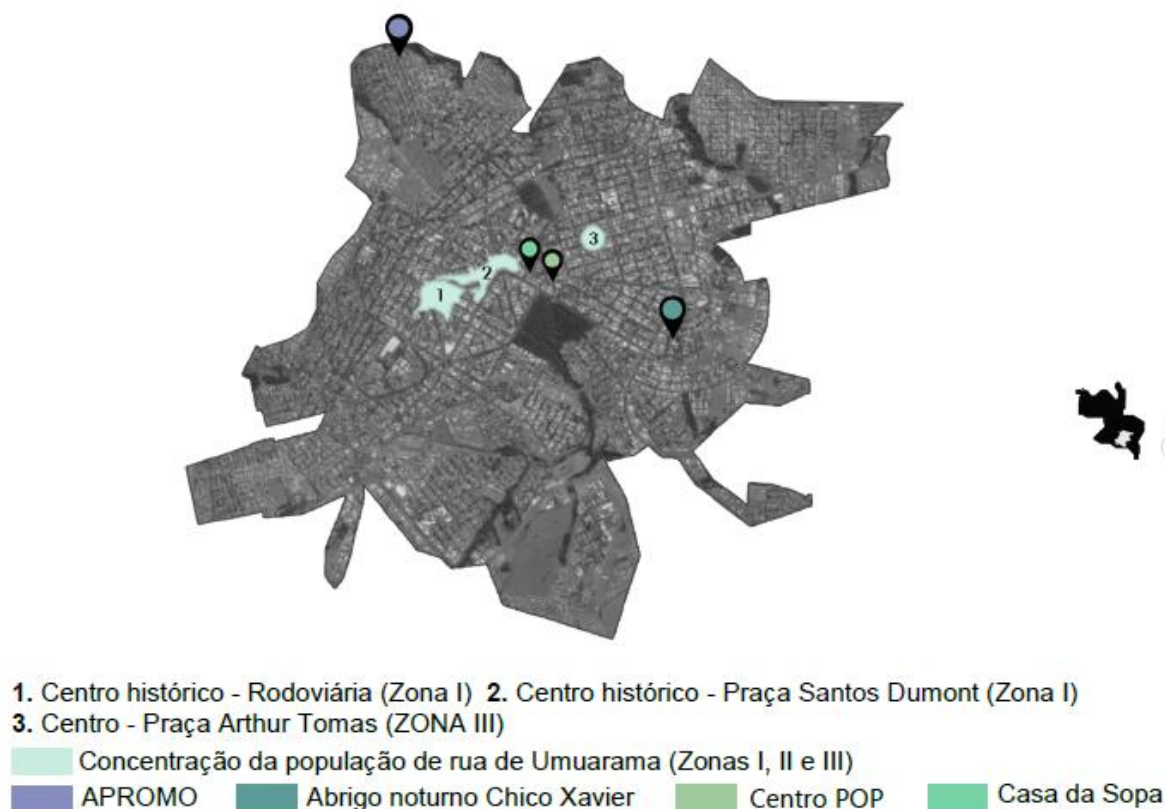 3
2
1
1. Centro histórico - Rodoviária (Zona I) 2. Centro histórico - Praça Santos Dumont (Zona I)
3. Centro - Praça Arthur Tomas (ZONA III)
Concentração da população de rua de Umuarama (Zonas I, II e III)
APROMO Abrigo noturno Chico Xavier Centro POP Casa da Sopa